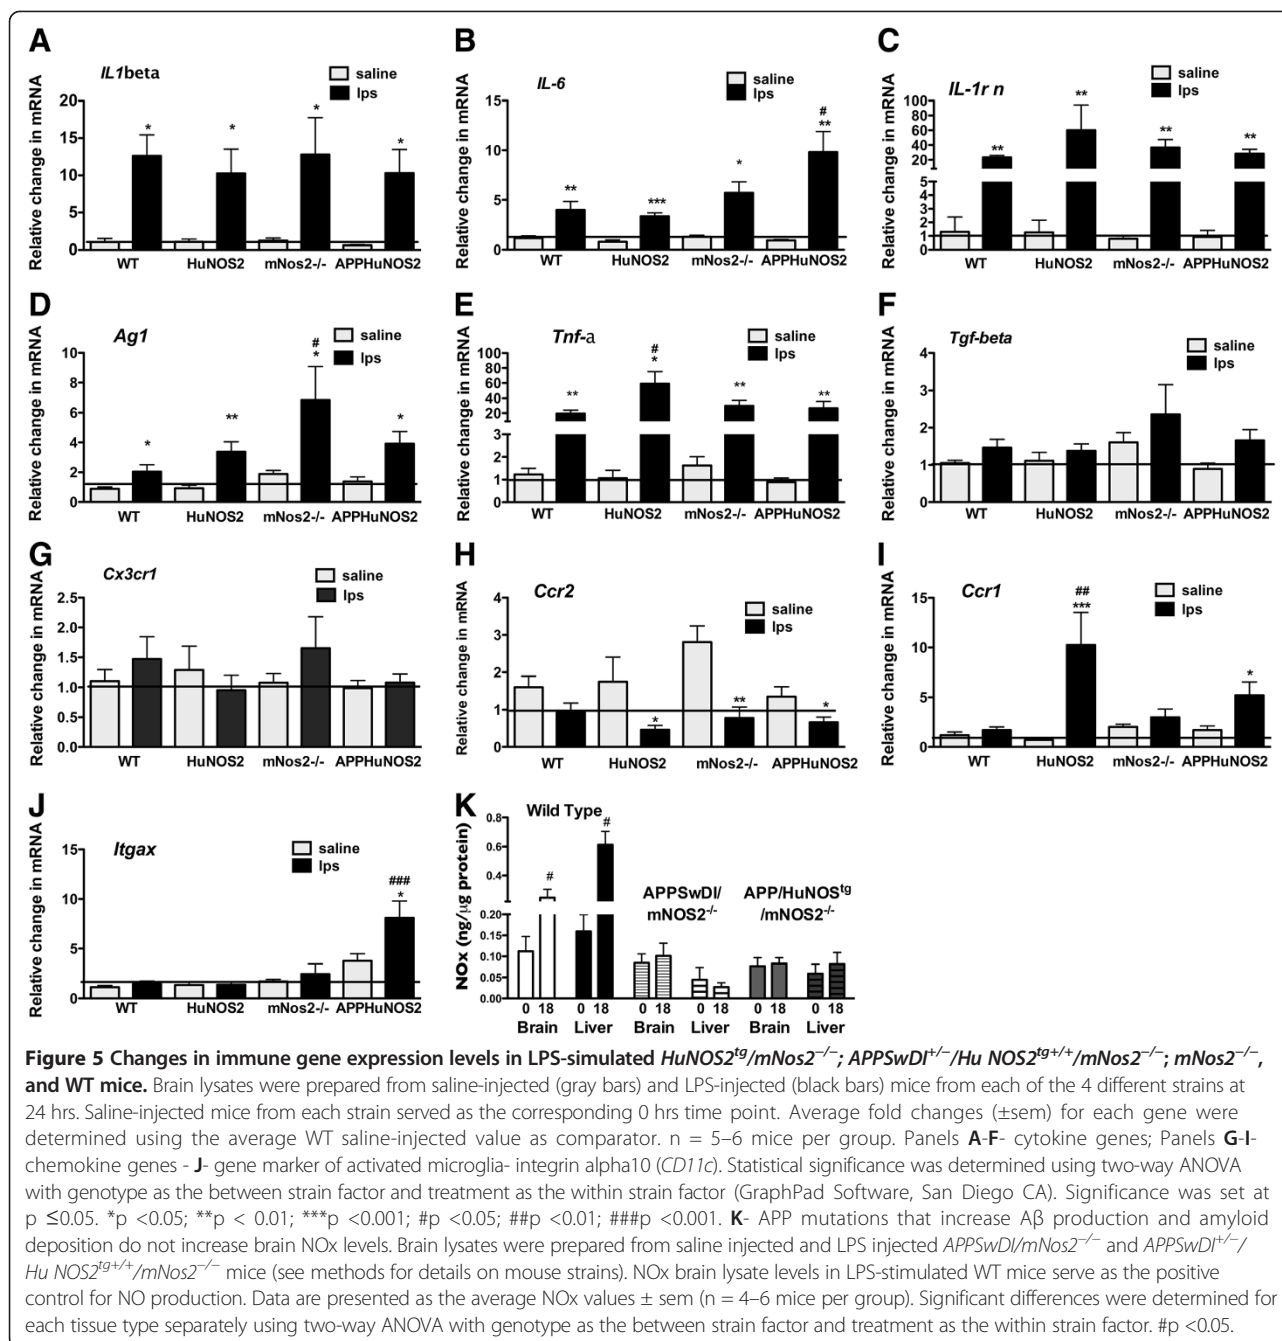 A
IL1beta
saline
lps
Relative change in mRNA
20
15
10
5
0
*
*
*
*
WT HuNOS2 mNos2-/- APPHuNOS2
B
IL-6
saline
lps
Relative change in mRNA
15
10
5
0
**
***
*
#
**
WT HuNOS2 mNos2-/- APPHuNOS2
C
IL-1r n
saline
lps
Relative change in mRNA
100
80
60
40
20
5
4
3
2
1
0
**
**
**
**
WT HuNOS2 mNos2-/- APPHuNOS2
D
Ag1
saline
lps
Relative change in mRNA
10
8
6
4
2
0
*
**
#
*
*
WT HuNOS2 mNos2-/- APPHuNOS2
E
Tnf-a
saline
lps
Relative change in mRNA
100
80
60
40
20
3
2
1
0
**
#
*
**
**
WT HuNOS2 mNos2-/- APPHuNOS2
F
Tgf-beta
saline
lps
Relative change in mRNA
4
3
2
1
0
WT HuNOS2 mNos2-/- APPHuNOS2
G
Cx3cr1
saline
lps
Relative change in mRNA
2.5
2.0
1.5
1.0
0.5
0.0
WT HuNOS2 mNos2-/- APPHuNOS2
H
Ccr2
saline
lps
Relative change in mRNA
4
3
2
1
0
*
**
*
WT HuNOS2 mNos2-/- APPHuNOS2
I
Ccr1
saline
lps
Relative change in mRNA
15
10
5
0
##
***
*
WT HuNOS2 mNos2-/- APPHuNOS2
J
Itgax
saline
lps
Relative change in mRNA
15
10
5
0
###
*
WT HuNOS2 mNos2-/- APPHuNOS2
K
Wild Type
APPSwDI/
mNOS2-/-
APP/HuNOStg
/mNOS2-/-
NOx (ng/μg protein)
0.8
0.6
0.4
0.20
0.15
0.10
0.05
0.00
#
#
0 18 0 18 0 18 0 18 0 18 0 18
Brain Liver Brain Liver Brain Liver
Figure 5 Changes in immune gene expression levels in LPS-simulated HuNOS2tg/mNos2−/−; APPSwDI+/−/Hu NOS2tg+/+/mNos2−/−; mNos2−/−,
and WT mice. Brain lysates were prepared from saline-injected (gray bars) and LPS-injected (black bars) mice from each of the 4 different strains at
24 hrs. Saline-injected mice from each strain served as the corresponding 0 hrs time point. Average fold changes (±sem) for each gene were
determined using the average WT saline-injected value as comparator. n = 5–6 mice per group. Panels A-F- cytokine genes; Panels G-I-
chemokine genes - J- gene marker of activated microglia- integrin alpha10 (CD11c). Statistical significance was determined using two-way ANOVA
with genotype as the between strain factor and treatment as the within strain factor (GraphPad Software, San Diego CA). Significance was set at
p ≤0.05. *p <0.05; **p < 0.01; ***p <0.001; #p <0.05; ##p <0.01; ###p <0.001. K- APP mutations that increase Aβ production and amyloid
deposition do not increase brain NOx levels. Brain lysates were prepared from saline injected and LPS injected APPSwDI/mNos2−/− and APPSwDI+/−/
Hu NOS2tg+/+/mNos2−/− mice (see methods for details on mouse strains). NOx brain lysate levels in LPS-stimulated WT mice serve as the positive
control for NO production. Data are presented as the average NOx values ± sem (n = 4–6 mice per group). Significant differences were determined for
each tissue type separately using two-way ANOVA with genotype as the between strain factor and treatment as the within strain factor. #p <0.05.